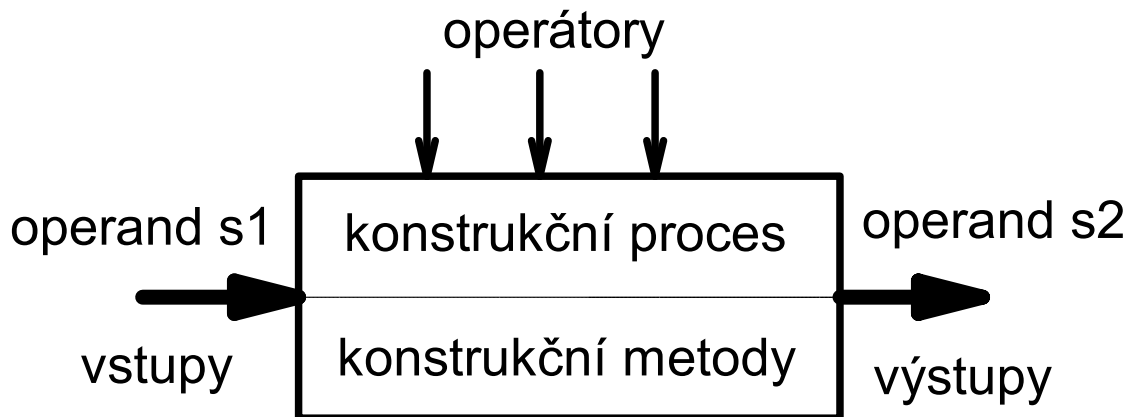 operátory
operand s1
konstrukční proces
operand s2
vstupy
konstrukční metody
výstupy